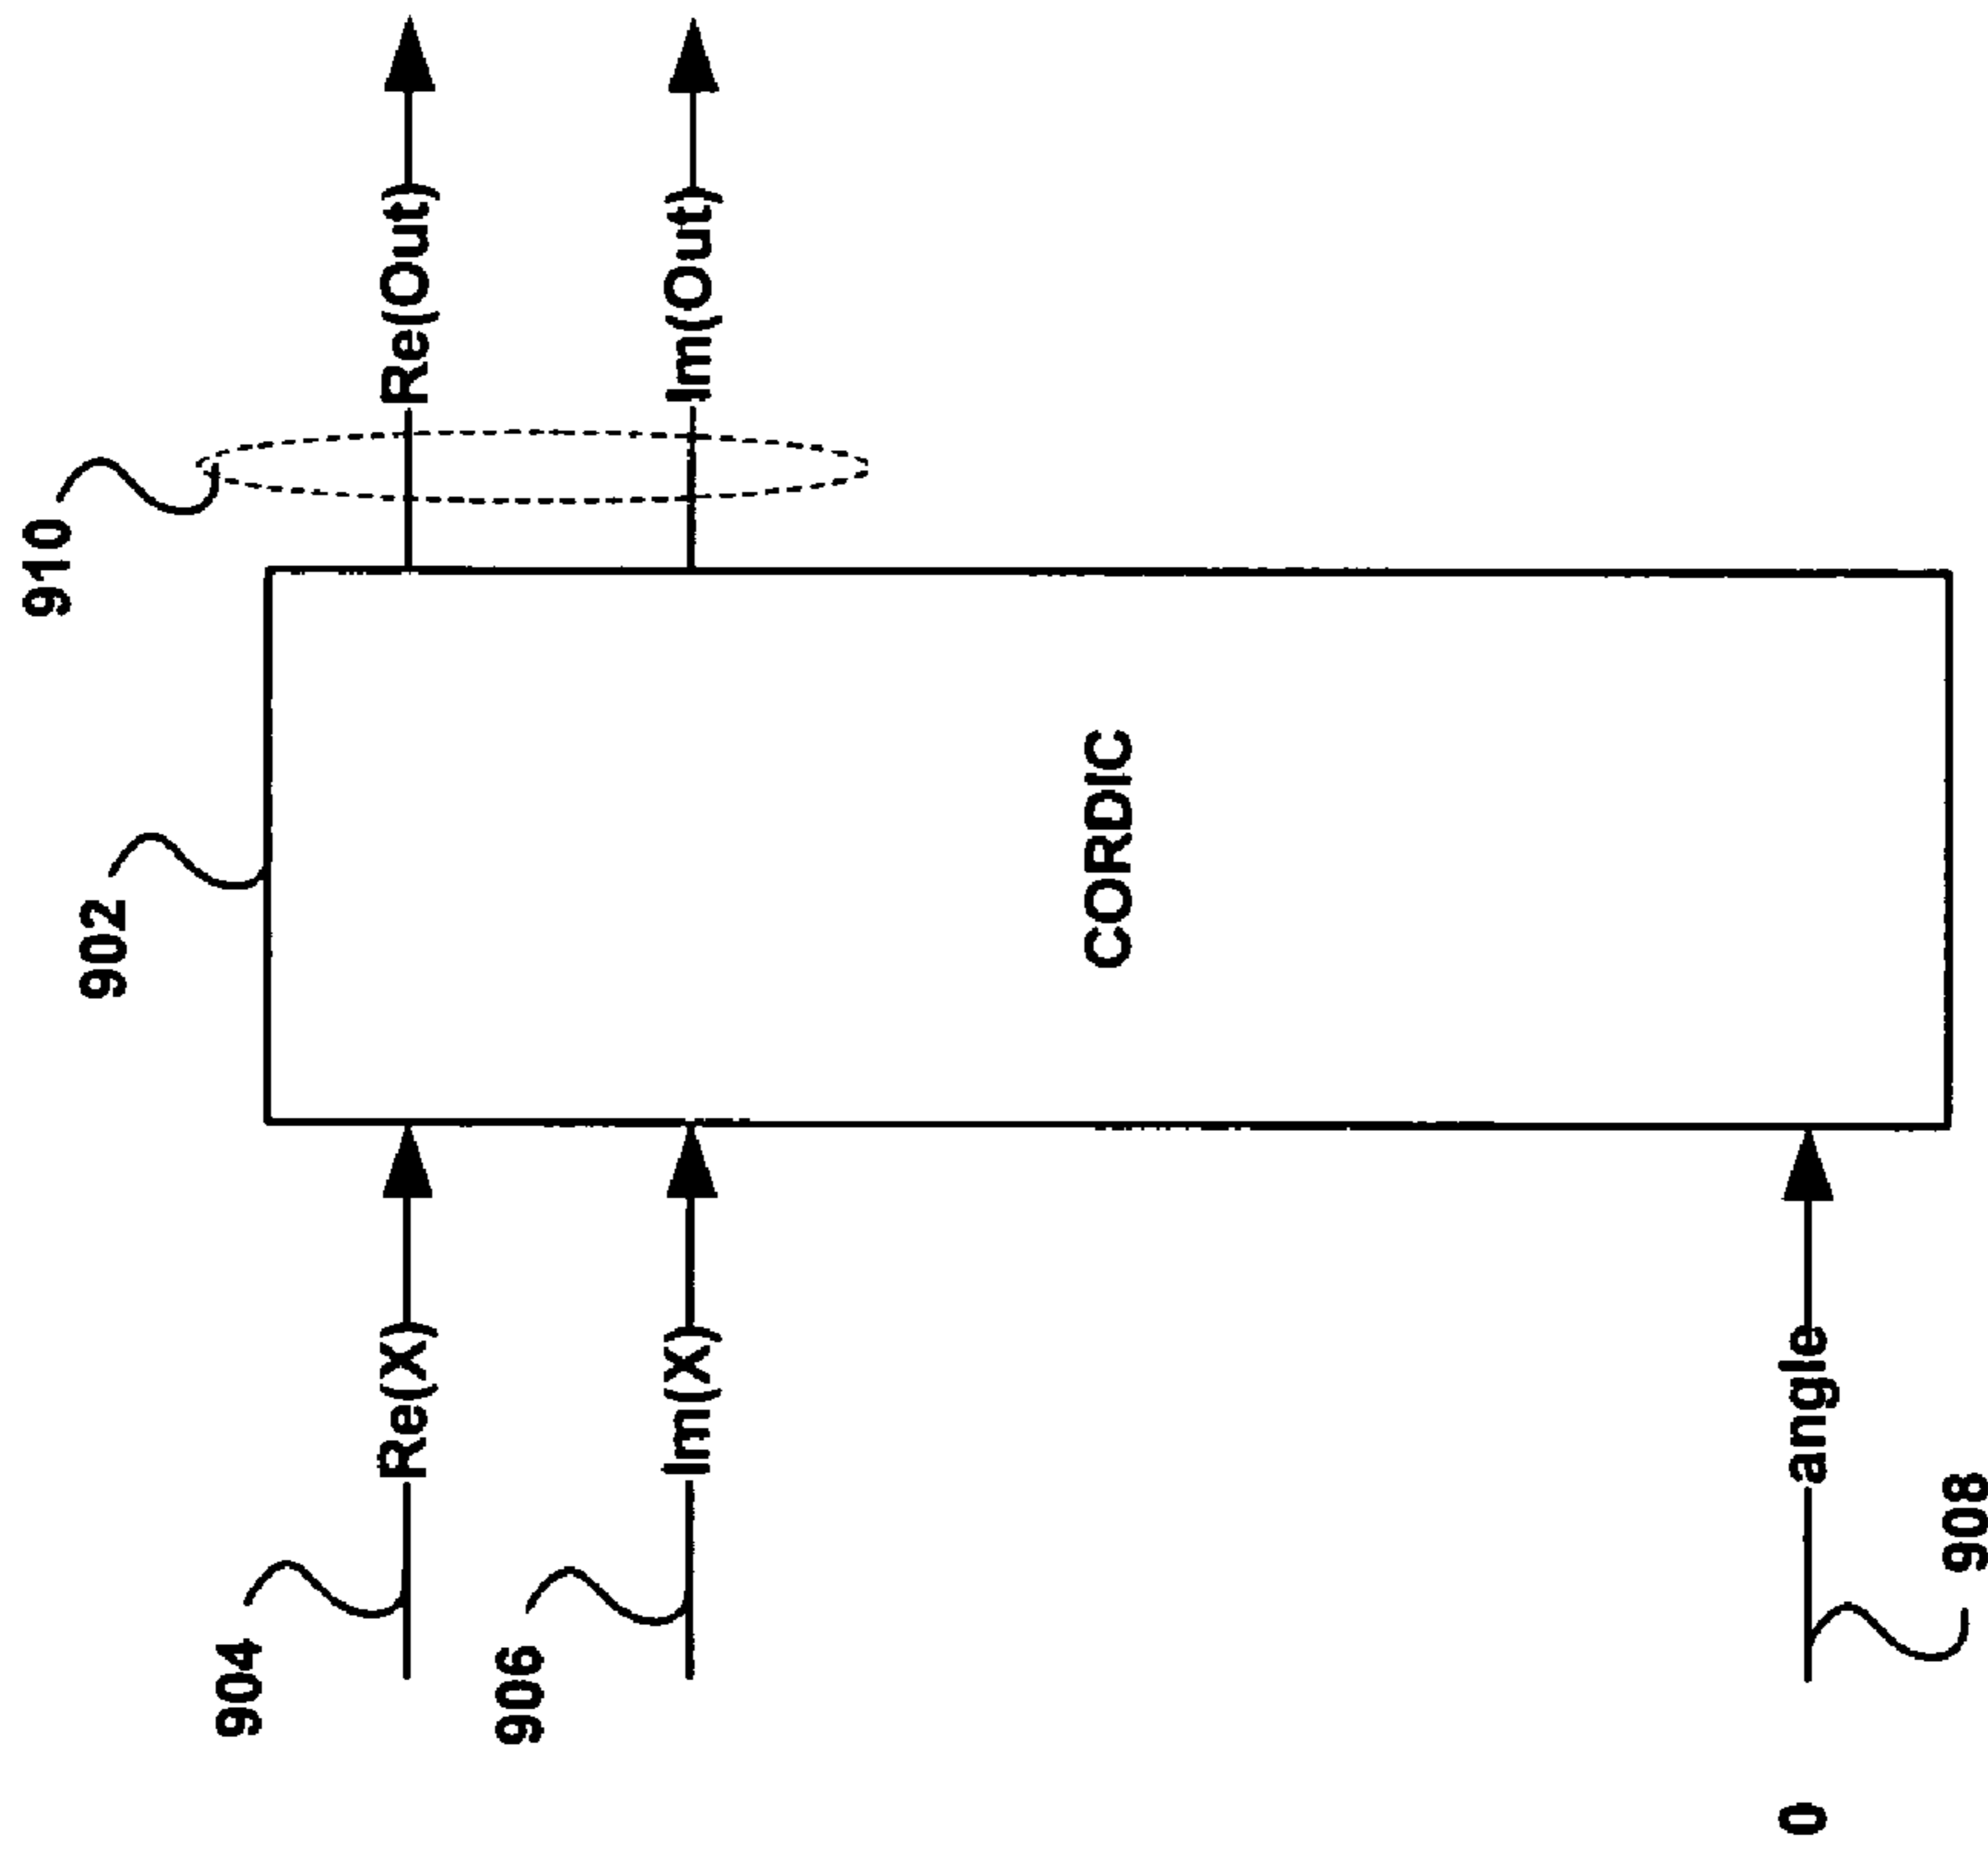 904
Re(X)
906
Im(X)
0
angle
908
902
CORDIC
910
Re(Out)
Im(Out)